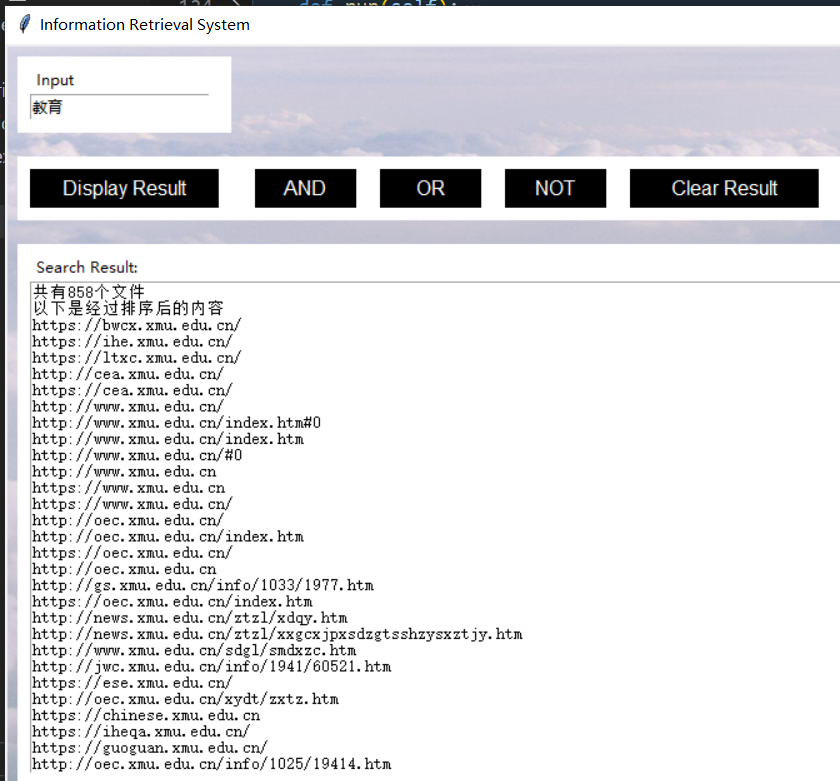 def run(self):
Information Retrieval System
Input
教育
Display Result
AND
OR
NOT
Clear Result
Search Result:
共有858个文件
以下是经过排序后的内容
https://bwcx.xmu.edu.cn/
https://ihe.xmu.edu.cn/
https://ltxc.xmu.edu.cn/
http://cea.xmu.edu.cn/
https://cea.xmu.edu.cn/
http://www.xmu.edu.cn/
http://www.xmu.edu.cn/index.htm#0
http://www.xmu.edu.cn/index.htm
http://www.xmu.edu.cn/#0
http://www.xmu.edu.cn
https://www.xmu.edu.cn
https://www.xmu.edu.cn/
http://oec.xmu.edu.cn/
http://oec.xmu.edu.cn/index.htm
https://oec.xmu.edu.cn/
http://oec.xmu.edu.cn
http://gs.xmu.edu.cn/info/1033/1977.htm
https://oec.xmu.edu.cn/index.htm
http://news.xmu.edu.cn/ztzl/xdqy.htm
http://news.xmu.edu.cn/ztzl/xxgcxjpxsdzgtsshzysxztjy.htm
http://www.xmu.edu.cn/sdgl/smdxzc.htm
http://jwc.xmu.edu.cn/info/1941/60521.htm
https://ese.xmu.edu.cn/
http://oec.xmu.edu.cn/xydt/zxtz.htm
https://chinese.xmu.edu.cn
https://iheqa.xmu.edu.cn/
https://guoguan.xmu.edu.cn/
http://oec.xmu.edu.cn/info/1025/19414.htm